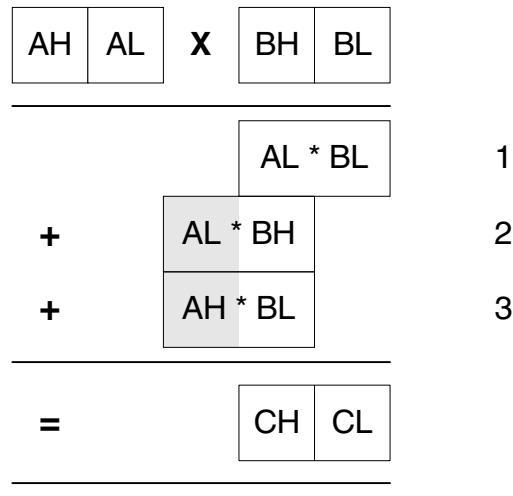 AH AL X BH BL
AL * BL 1
+ AL * BH 2
+ AH * BL 3
= CH CL